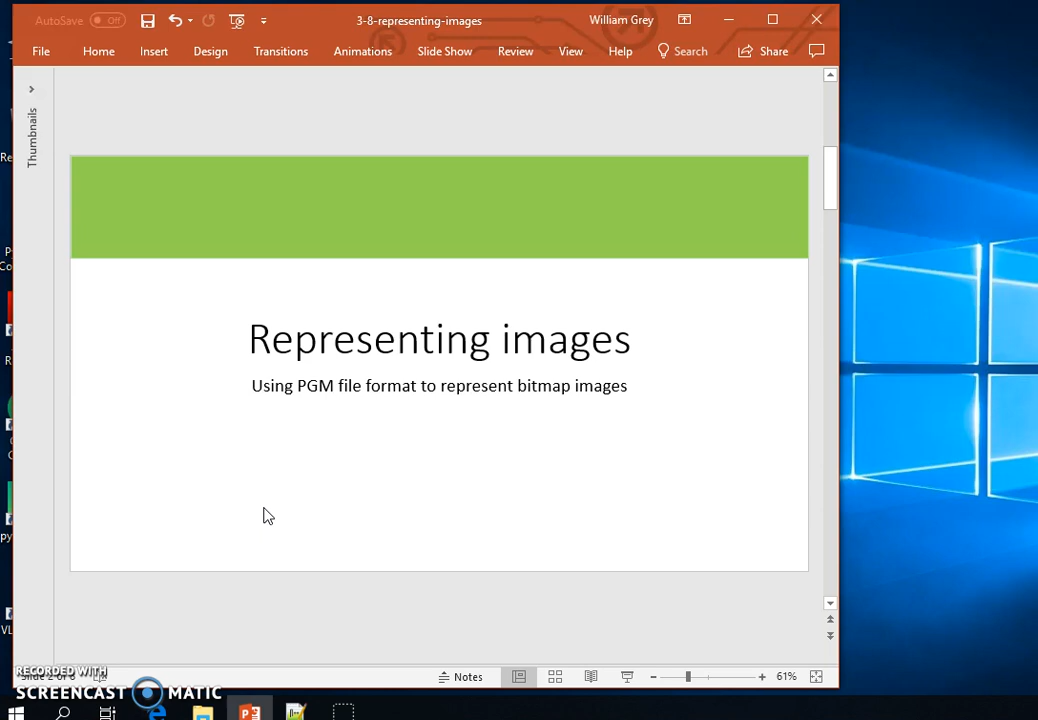 AutoSave Off 3-8-representing-images William Grey
File Home Insert Design Transitions Animations Slide Show Review View Help Search Share
Thumbnails
Representing images
Using PGM file format to represent bitmap images
RECORDED WITH
SCREENCAST MATIC
Notes 61%